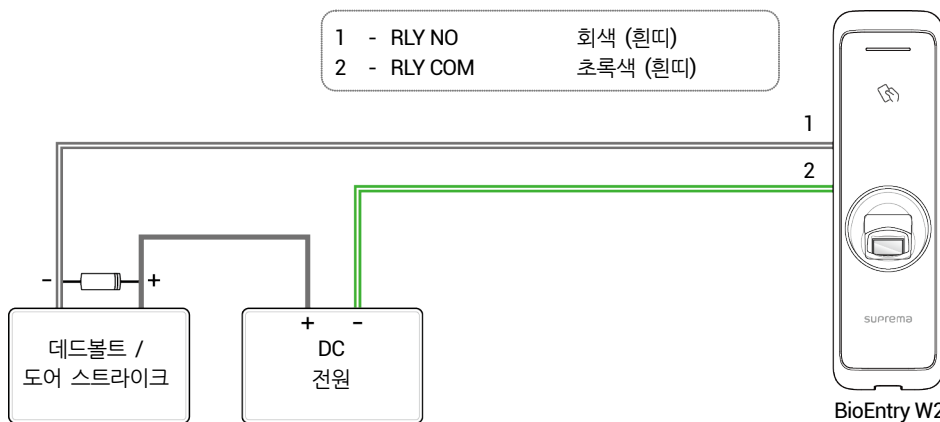 1 - RLY NO 회색 (흰띠)
2 - RLY COM 초록색 (흰띠)
1
2
- +
+ -
데드볼트 /
도어 스트라이크
DC
전원
suprema
BioEntry W2